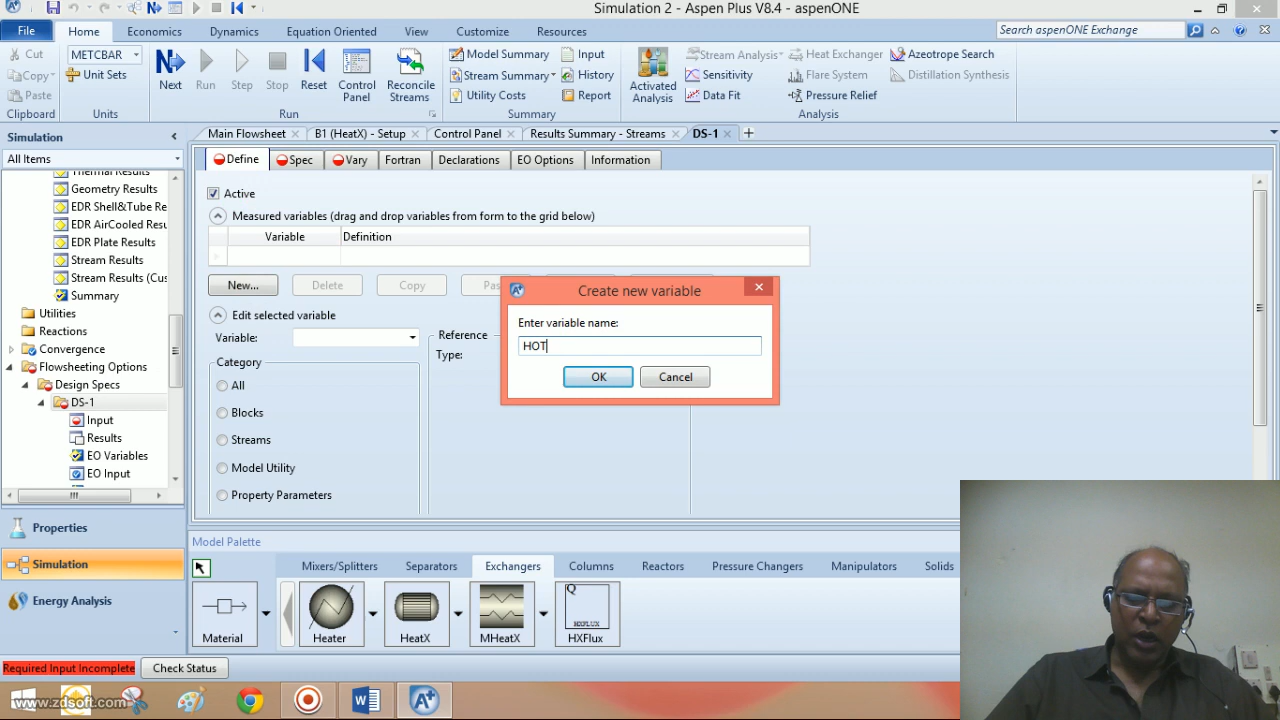 Simulation 2 - Aspen Plus V8.4 - aspenONE
File
Home
Economics
Dynamics
Equation Oriented
View
Customize
Resources
Search aspenONE Exchange
Cut
Copy
Paste
Clipboard
METCBAR
Unit Sets
Units
Next
Run
Step
Stop
Reset
Control Panel
Reconcile Streams
Run
Model Summary
Stream Summary
Utility Costs
Input
History
Report
Summary
Activated Analysis
Stream Analysis
Sensitivity
Data Fit
Heat Exchanger
Flare System
Pressure Relief
Azeotrope Search
Distillation Synthesis
Analysis
Simulation
All Items
Main Flowsheet
B1 (HeatX) - Setup
Control Panel
Results Summary - Streams
DS-1
Thermal Results
Geometry Results
EDR Shell&Tube Re
EDR AirCooled Resu
EDR Plate Results
Stream Results
Stream Results (Cus
Summary
Utilities
Reactions
Convergence
Flowsheeting Options
Design Specs
DS-1
Input
Results
EO Variables
EO Input
Properties
Simulation
Energy Analysis
Define
Spec
Vary
Fortran
Declarations
EO Options
Information
Active
Measured variables (drag and drop variables from form to the grid below)
Variable
Definition
New...
Delete
Copy
Pas
Edit selected variable
Variable:
Category
All
Blocks
Streams
Model Utility
Property Parameters
Reference
Type:
Create new variable
Enter variable name:
HOT
OK
Cancel
Model Palette
Mixers/Splitters
Separators
Exchangers
Columns
Reactors
Pressure Changers
Manipulators
Solids
Material
Heater
HeatX
MHeatX
Q
HXFLUX
HXFlux
Required Input Incomplete
Check Status
www.zdsoft.com